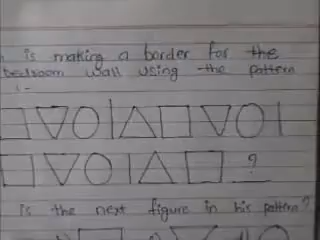 is making a border for the
bedroom wall using the pattern
?
is the next figure in his pattern?